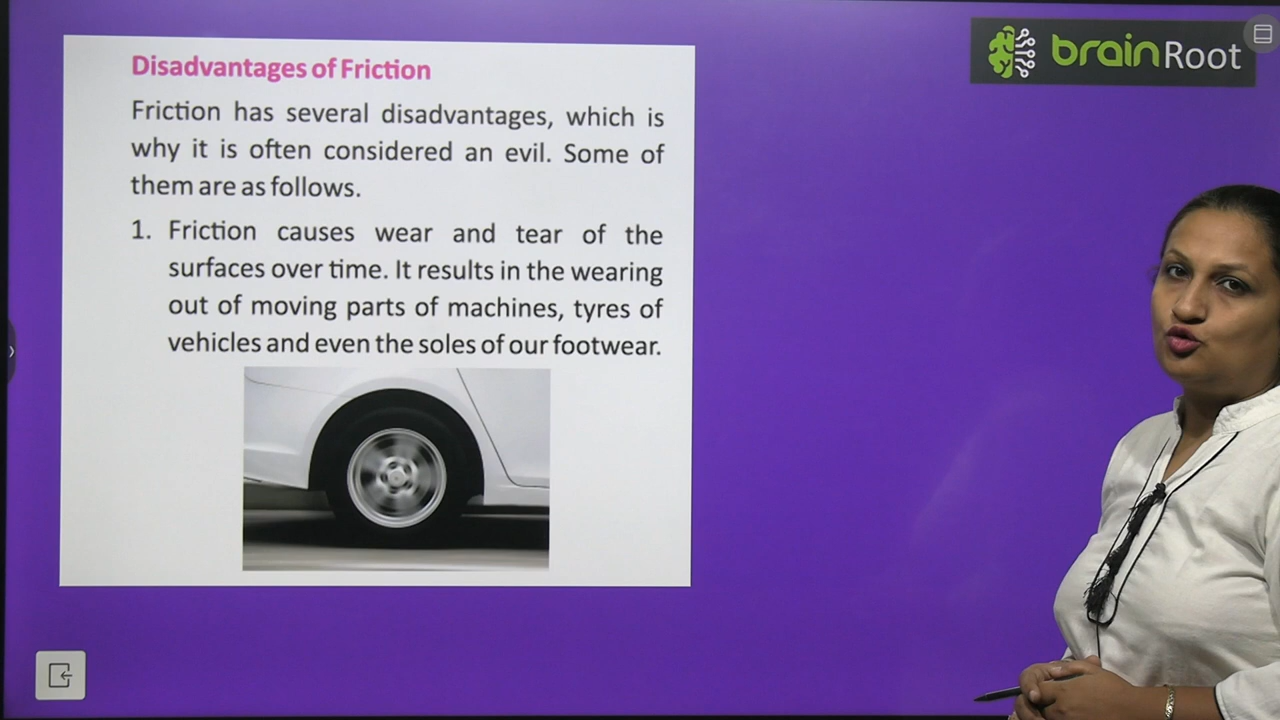 brainRoot
Disadvantages of Friction
Friction has several disadvantages, which is
why it is often considered an evil. Some of
them are as follows.
1. Friction causes wear and tear of the
surfaces over time. It results in the wearing
out of moving parts of machines, tyres of
vehicles and even the soles of our footwear.